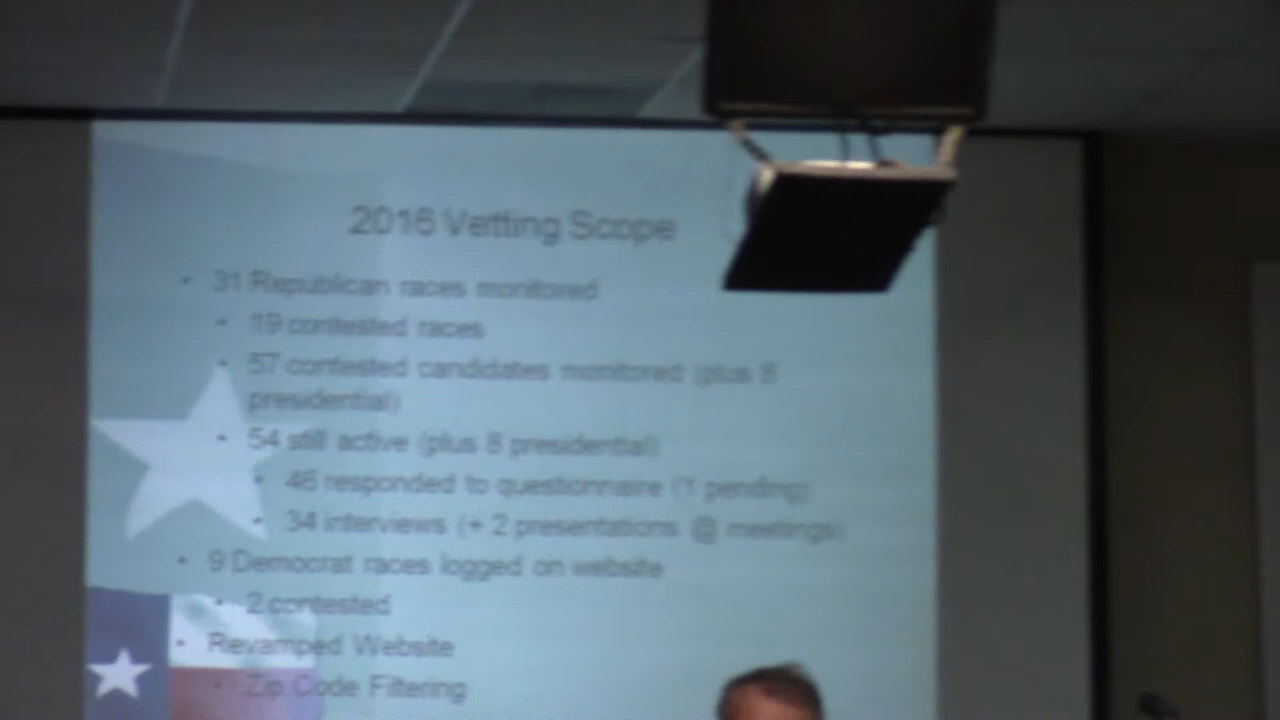 2016 Vetting Scope
• 31 Republican races monitored
• 19 contested races
• 57 contested candidates monitored (plus 8
presidential)
• 54 still active (plus 8 presidential)
• 46 responded to questionnaire (1 pending)
• 34 interviews (+ 2 presentations @ meetings)
• 9 Democrat races logged on website
• 2 contested
• Revamped Website
• Zip Code Filtering